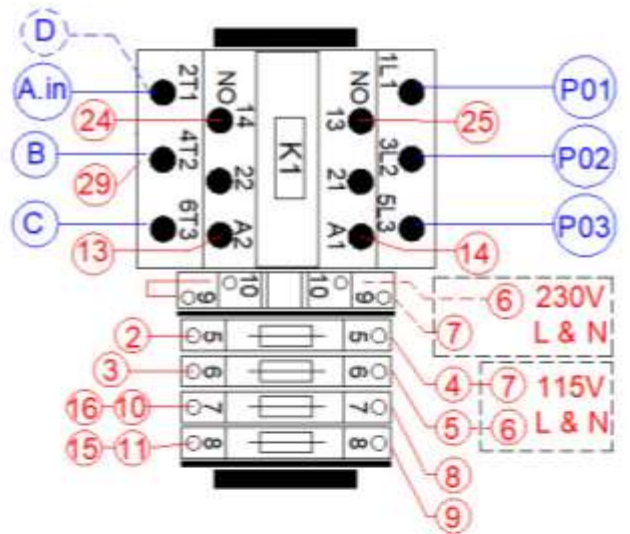 D
A.in 2T1 NO 14 NO 13 1L1 P01
24 25
B 4T2 K1 3L2 P02
29 22 21
C 6T3 A2 A1 5L3 P03
13 14
9 10 10 9 6 230V
7 L & N
2 5 5
3 6 6 4 7 115V
16 10 7 7 5 6 L & N
15 11 8 8 8
9